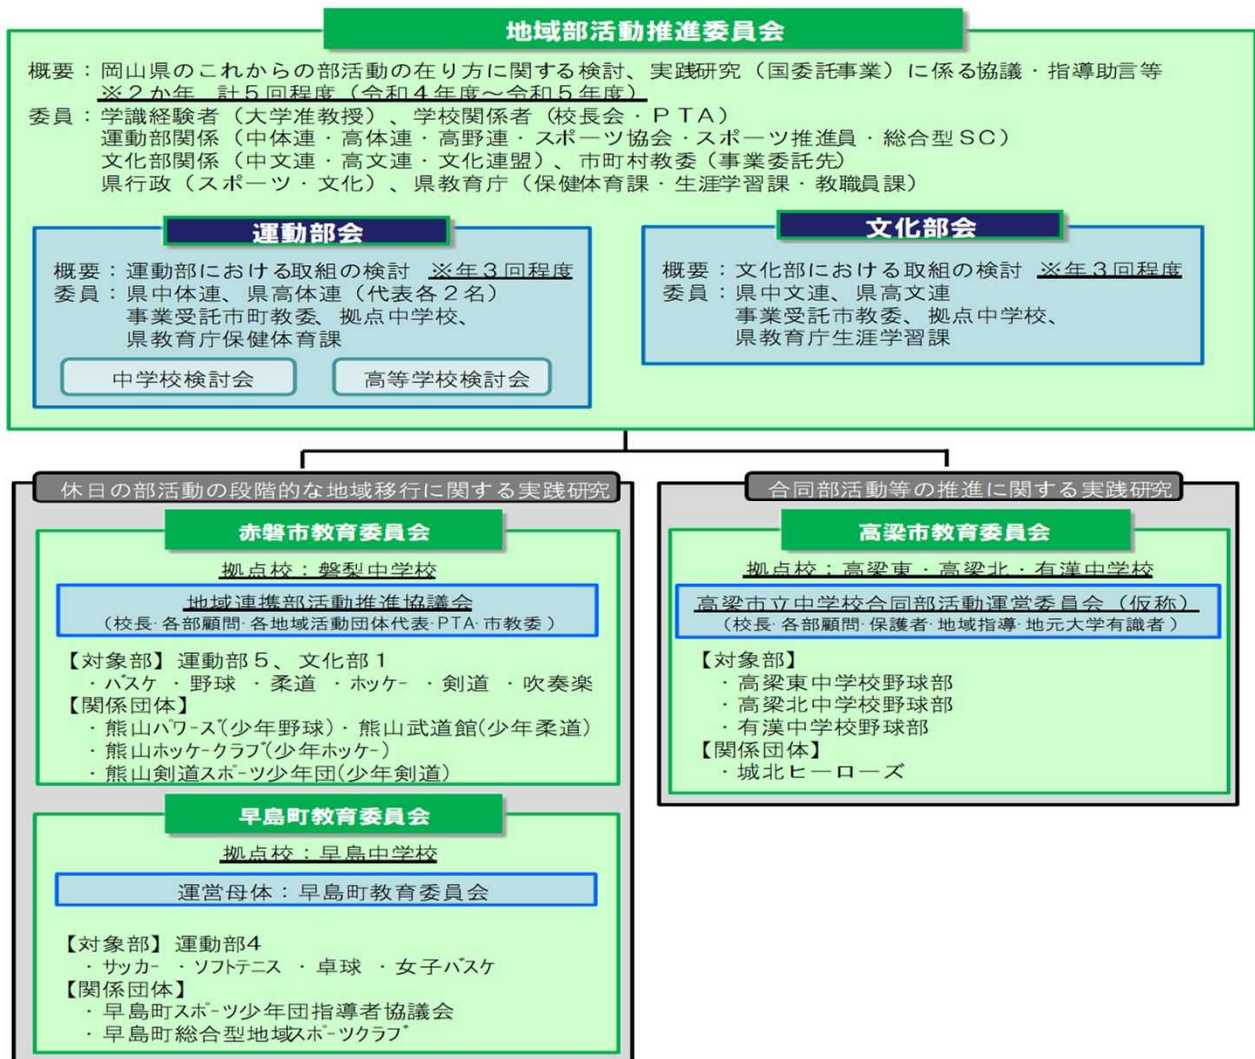 地域部活動推進委員会
概要：岡山県のこれからの部活動の在り方に関する検討、実践研究（国委託事業）に係る協議・指導助言等
※２か年　計５回程度（令和４年度～令和５年度）
委員：学識経験者（大学准教授）、学校関係者（校長会・ＰＴＡ）
運動部関係（中体連・高体連・高野連・スポーツ協会・スポーツ推進員・総合型ＳＣ）
文化部関係（中文連・高文連・文化連盟）、市町村教委（事業委託先）
県行政（スポーツ・文化）、県教育庁（保健体育課・生涯学習課・教職員課）
運動部会
概要：運動部における取組の検討　※年３回程度
委員：県中体連、県高体連（代表各２名）
事業受託市町教委、拠点中学校、
県教育庁保健体育課
中学校検討会
高等学校検討会
文化部会
概要：文化部における取組の検討　※年３回程度
委員：県中文連、県高文連
事業受託市教委、拠点中学校、
県教育庁生涯学習課
休日の部活動の段階的な地域移行に関する実践研究
赤磐市教育委員会
拠点校：磐梨中学校
地域連携部活動推進協議会
（校長･各部顧問･各地域活動団体代表･PTA･市教委）
【対象部】運動部５、文化部１
・バスケ　・野球　・柔道　・ホッケー　・剣道　・吹奏楽
【関係団体】
・熊山パワーズ(少年野球)・熊山武道館(少年柔道)
・熊山ホッケークラブ(少年ホッケー)
・熊山剣道スポーツ少年団(少年剣道)
早島町教育委員会
拠点校：早島中学校
運営母体：早島町教育委員会
【対象部】運動部4
・サッカー　・ソフトテニス　・卓球　・女子バスケ
【関係団体】
・早島町スポーツ少年団指導者協議会
・早島町総合型地域スポーツクラブ
合同部活動等の推進に関する実践研究
高梁市教育委員会
拠点校：高梁東・高梁北・有漢中学校
高梁市立中学校合同部活動運営委員会（仮称）
（校長･各部顧問･保護者･地域指導･地元大学有識者）
【対象部】
・高梁東中学校野球部
・高梁北中学校野球部
・有漢中学校野球部
【関係団体】
・城北ヒーローズ